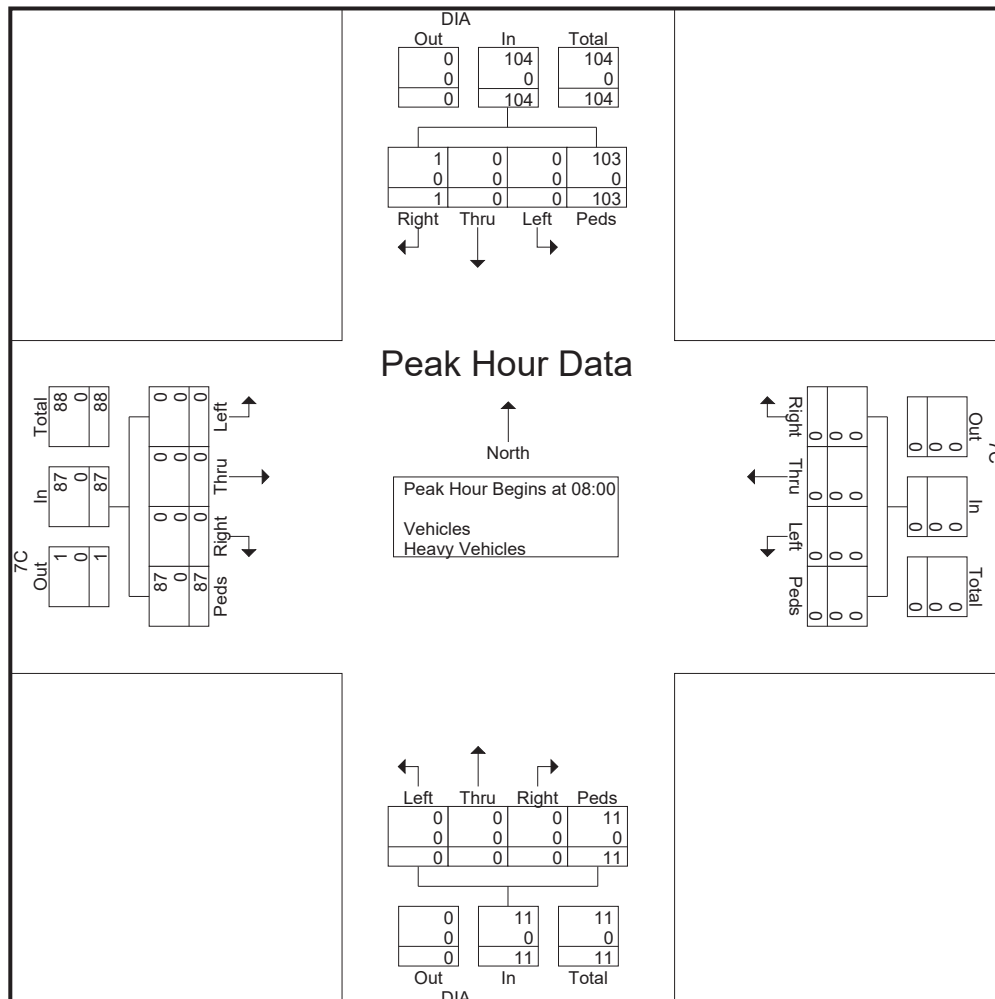 DIA
Out In Total
0 104 104
0 0 0
0 104 104
1 0 0 103
0 0 0 0
1 0 0 103
Right Thru Left Peds
Peak Hour Data
North
Peak Hour Begins at 08:00
Vehicles
Heavy Vehicles
7C
Out In Total
1 87 88
0 0 0
1 87 88
87 0 0 0
0 0 0 0
87 0 0 0
Peds Right Thru Left
Right Thru Left Peds
0 0 0 0
0 0 0 0
0 0 0 0
Out In Total
0 0 0
0 0 0
0 0 0
7C
Left Thru Right Peds
0 0 0 11
0 0 0 0
0 0 0 11
0 11 11
0 0 0
0 11 11
Out In Total
DIA